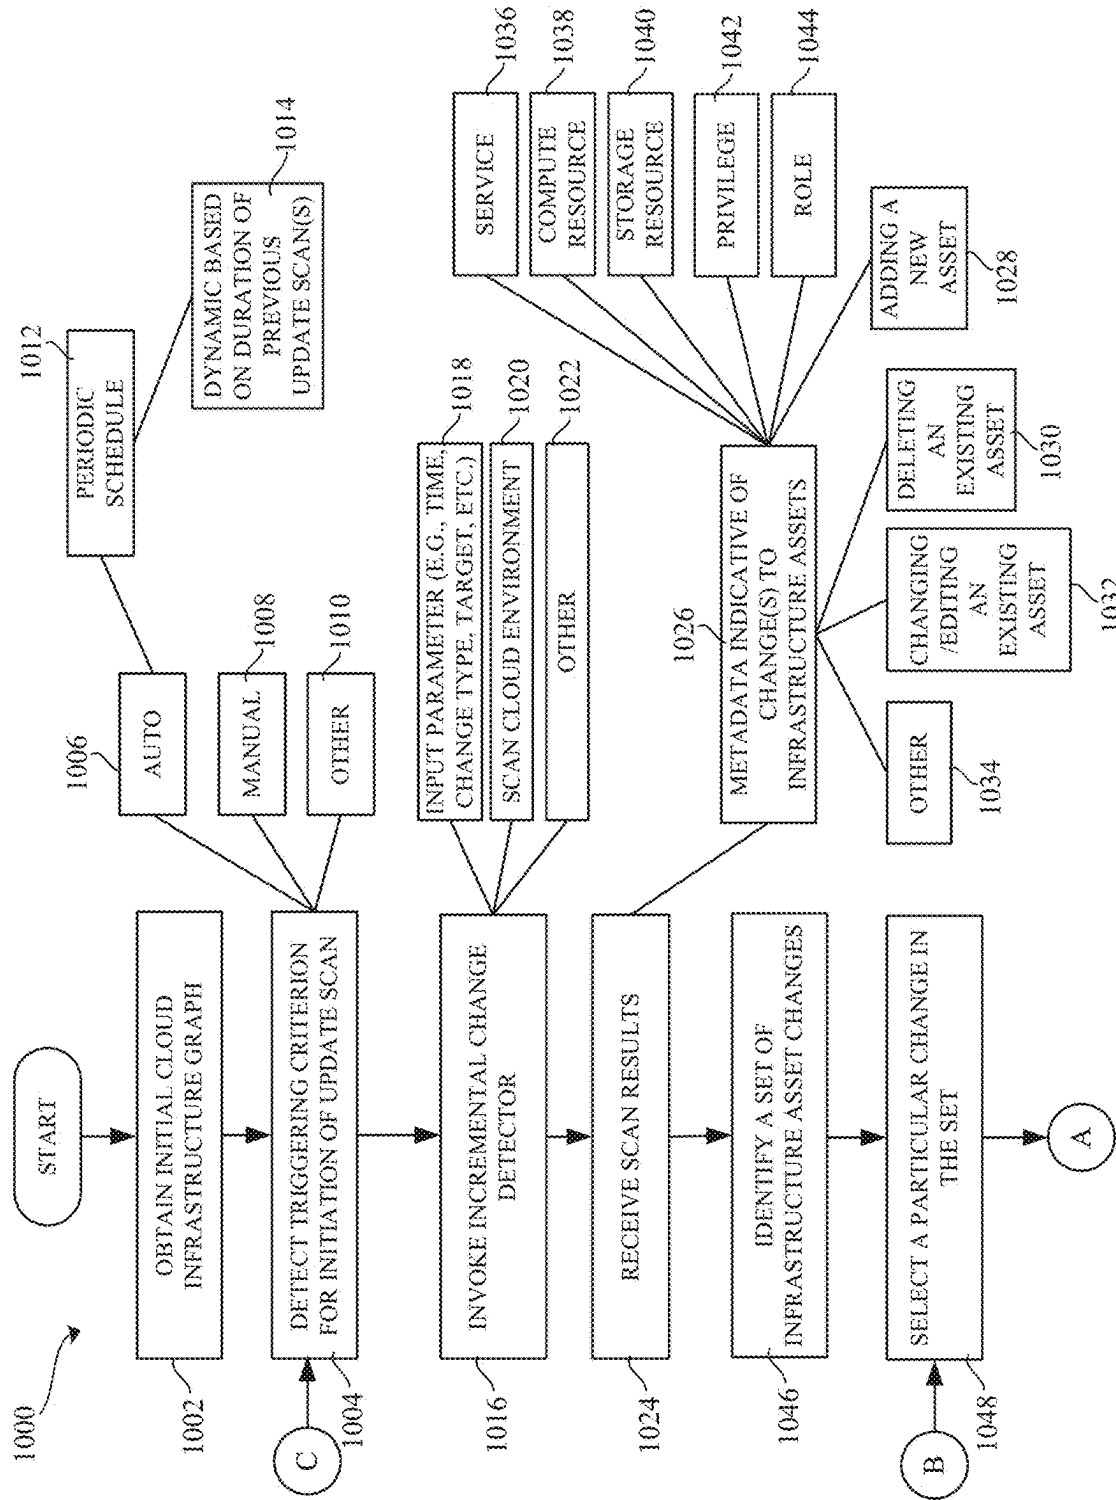 1000
START
OBTAIN INITIAL CLOUD
INFRASTRUCTURE GRAPH
1002
C
DETECT TRIGGERING CRITERION
FOR INITIATION OF UPDATE SCAN
1004
AUTO
1006
MANUAL
1008
OTHER
1010
PERIODIC
SCHEDULE
1012
DYNAMIC BASED
ON DURATION OF
PREVIOUS
UPDATE SCAN(S)
1014
INVOKE INCREMENTAL CHANGE
DETECTOR
1016
INPUT PARAMETER (E.G., TIME,
CHANGE TYPE, TARGET, ETC.)
1018
SCAN CLOUD ENVIRONMENT
1020
OTHER
1022
RECEIVE SCAN RESULTS
1024
METADATA INDICATIVE OF
CHANGE(S) TO
INFRASTRUCTURE ASSETS
1026
SERVICE
1036
COMPUTE
RESOURCE
1038
STORAGE
RESOURCE
1040
PRIVILEGE
1042
ROLE
1044
ADDING A
NEW
ASSET
1028
DELETING
AN
EXISTING
ASSET
1030
CHANGING
/EDITING
AN
EXISTING
ASSET
1032
OTHER
1034
IDENTIFY A SET OF
INFRASTRUCTURE ASSET CHANGES
1046
B
SELECT A PARTICULAR CHANGE IN
THE SET
1048
A